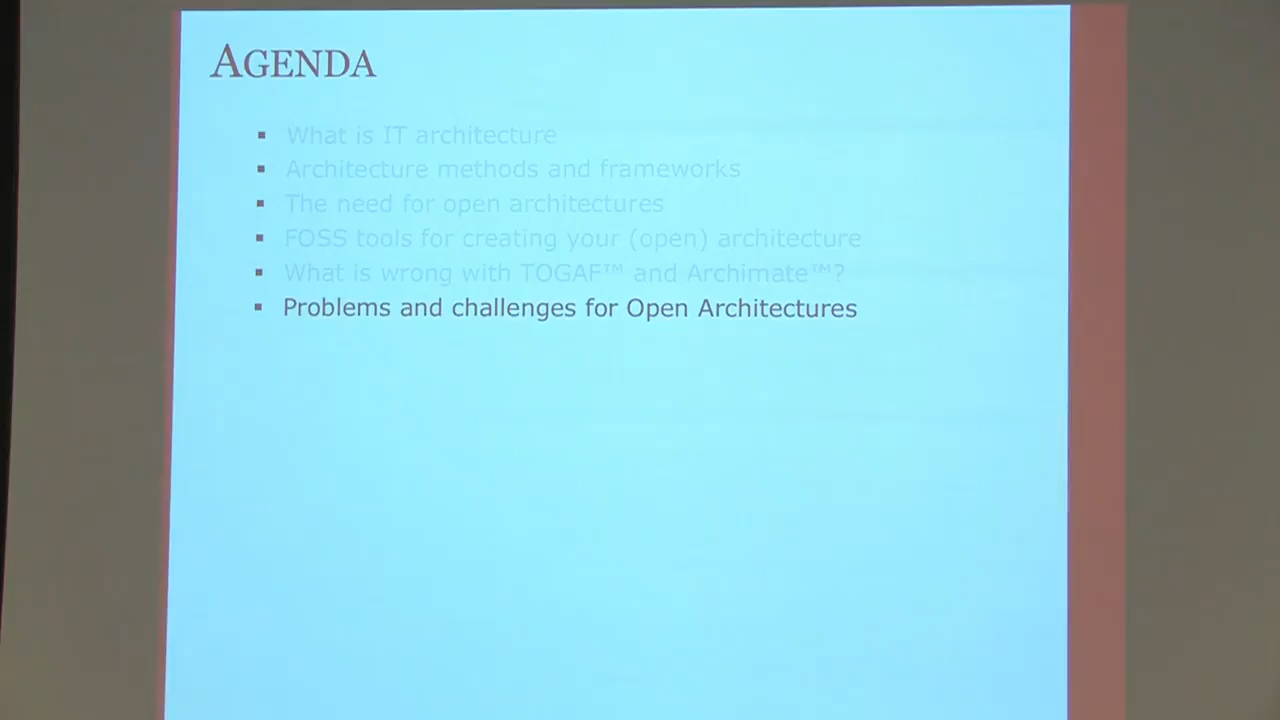 AGENDA
▪ What is IT architecture
▪ Architecture methods and frameworks
▪ The need for open architectures
▪ FOSS tools for creating your (open) architecture
▪ What is wrong with TOGAF™ and Archimate™?
▪ Problems and challenges for Open Architectures